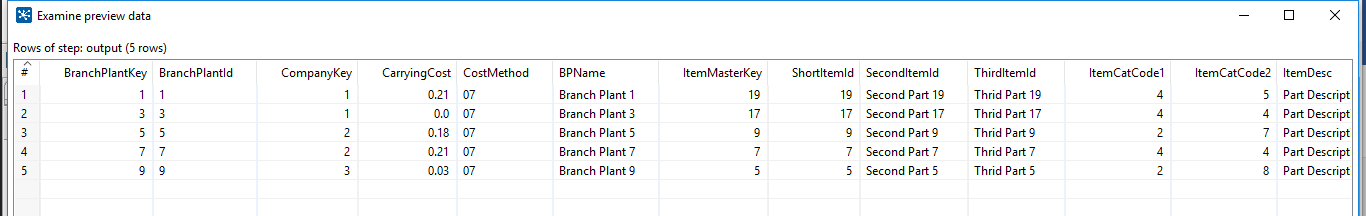 Examine preview data
Rows of step: output (5 rows)
# BranchPlantKey BranchPlantId CompanyKey CarryingCost CostMethod BPName ItemMasterKey ShortItemId SecondItemId ThirdItemId ItemCatCode1 ItemCatCode2 ItemDesc
1 1 1 1 0.21 07 Branch Plant 1 19 19 Second Part 19 Thrid Part 19 4 5 Part Descript
2 3 3 1 0.0 07 Branch Plant 3 17 17 Second Part 17 Thrid Part 17 4 4 Part Descript
3 5 5 2 0.18 07 Branch Plant 5 9 9 Second Part 9 Thrid Part 9 2 7 Part Descript
4 7 7 2 0.21 07 Branch Plant 7 7 7 Second Part 7 Thrid Part 7 4 4 Part Descript
5 9 9 3 0.03 07 Branch Plant 9 5 5 Second Part 5 Thrid Part 5 2 8 Part Descript